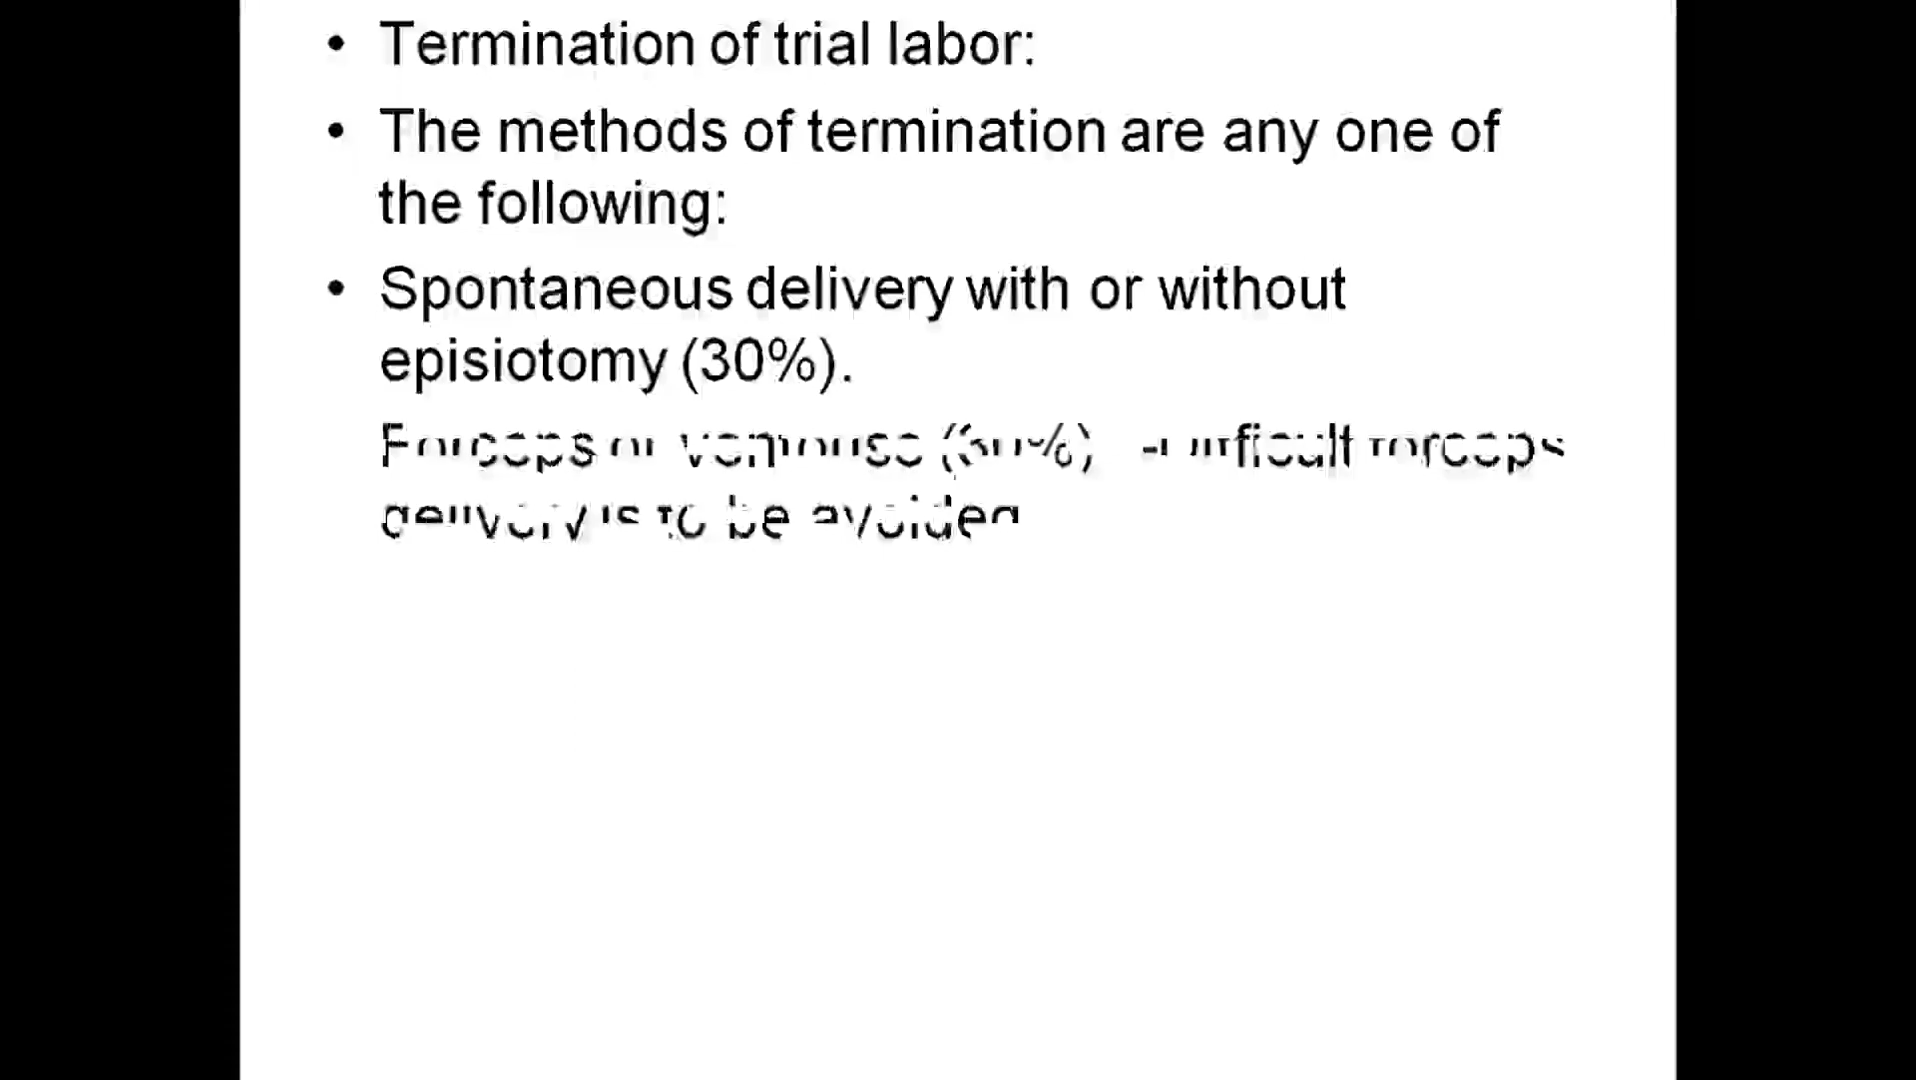 • Termination of trial labor:
• The methods of termination are any one of
the following:
• Spontaneous delivery with or without
episiotomy (30%).
Forceps or ventouse difficult forceps
delivery is to be avoided